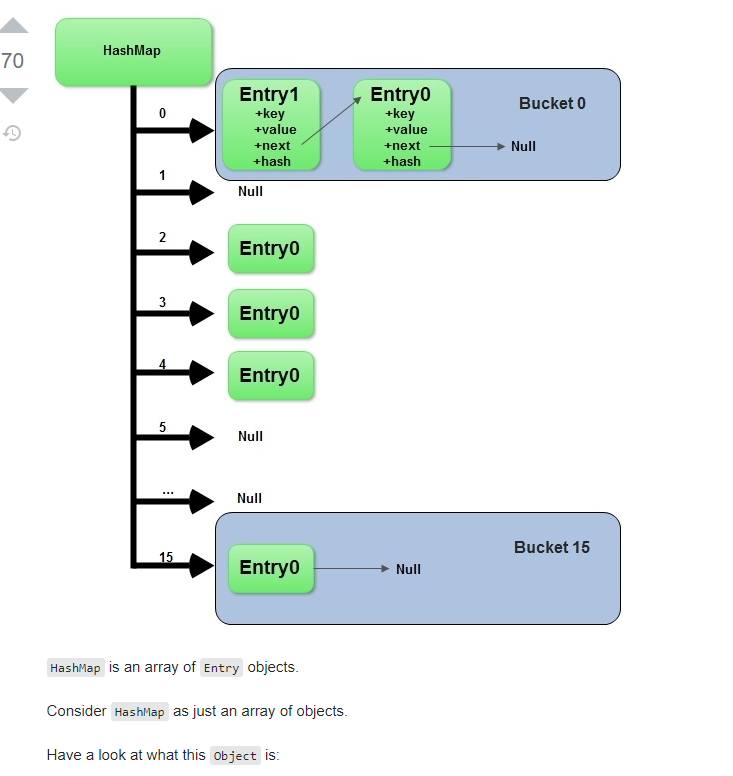 70
HashMap
0
Entry1
+key
+value
+next
+hash
Entry0
+key
+value
+next
+hash
Null
Bucket 0
1
Null
2
Entry0
3
Entry0
4
Entry0
5
Null
...
Null
15
Entry0
Null
Bucket 15
HashMap is an array of Entry objects.
Consider HashMap as just an array of objects.
Have a look at what this Object is: